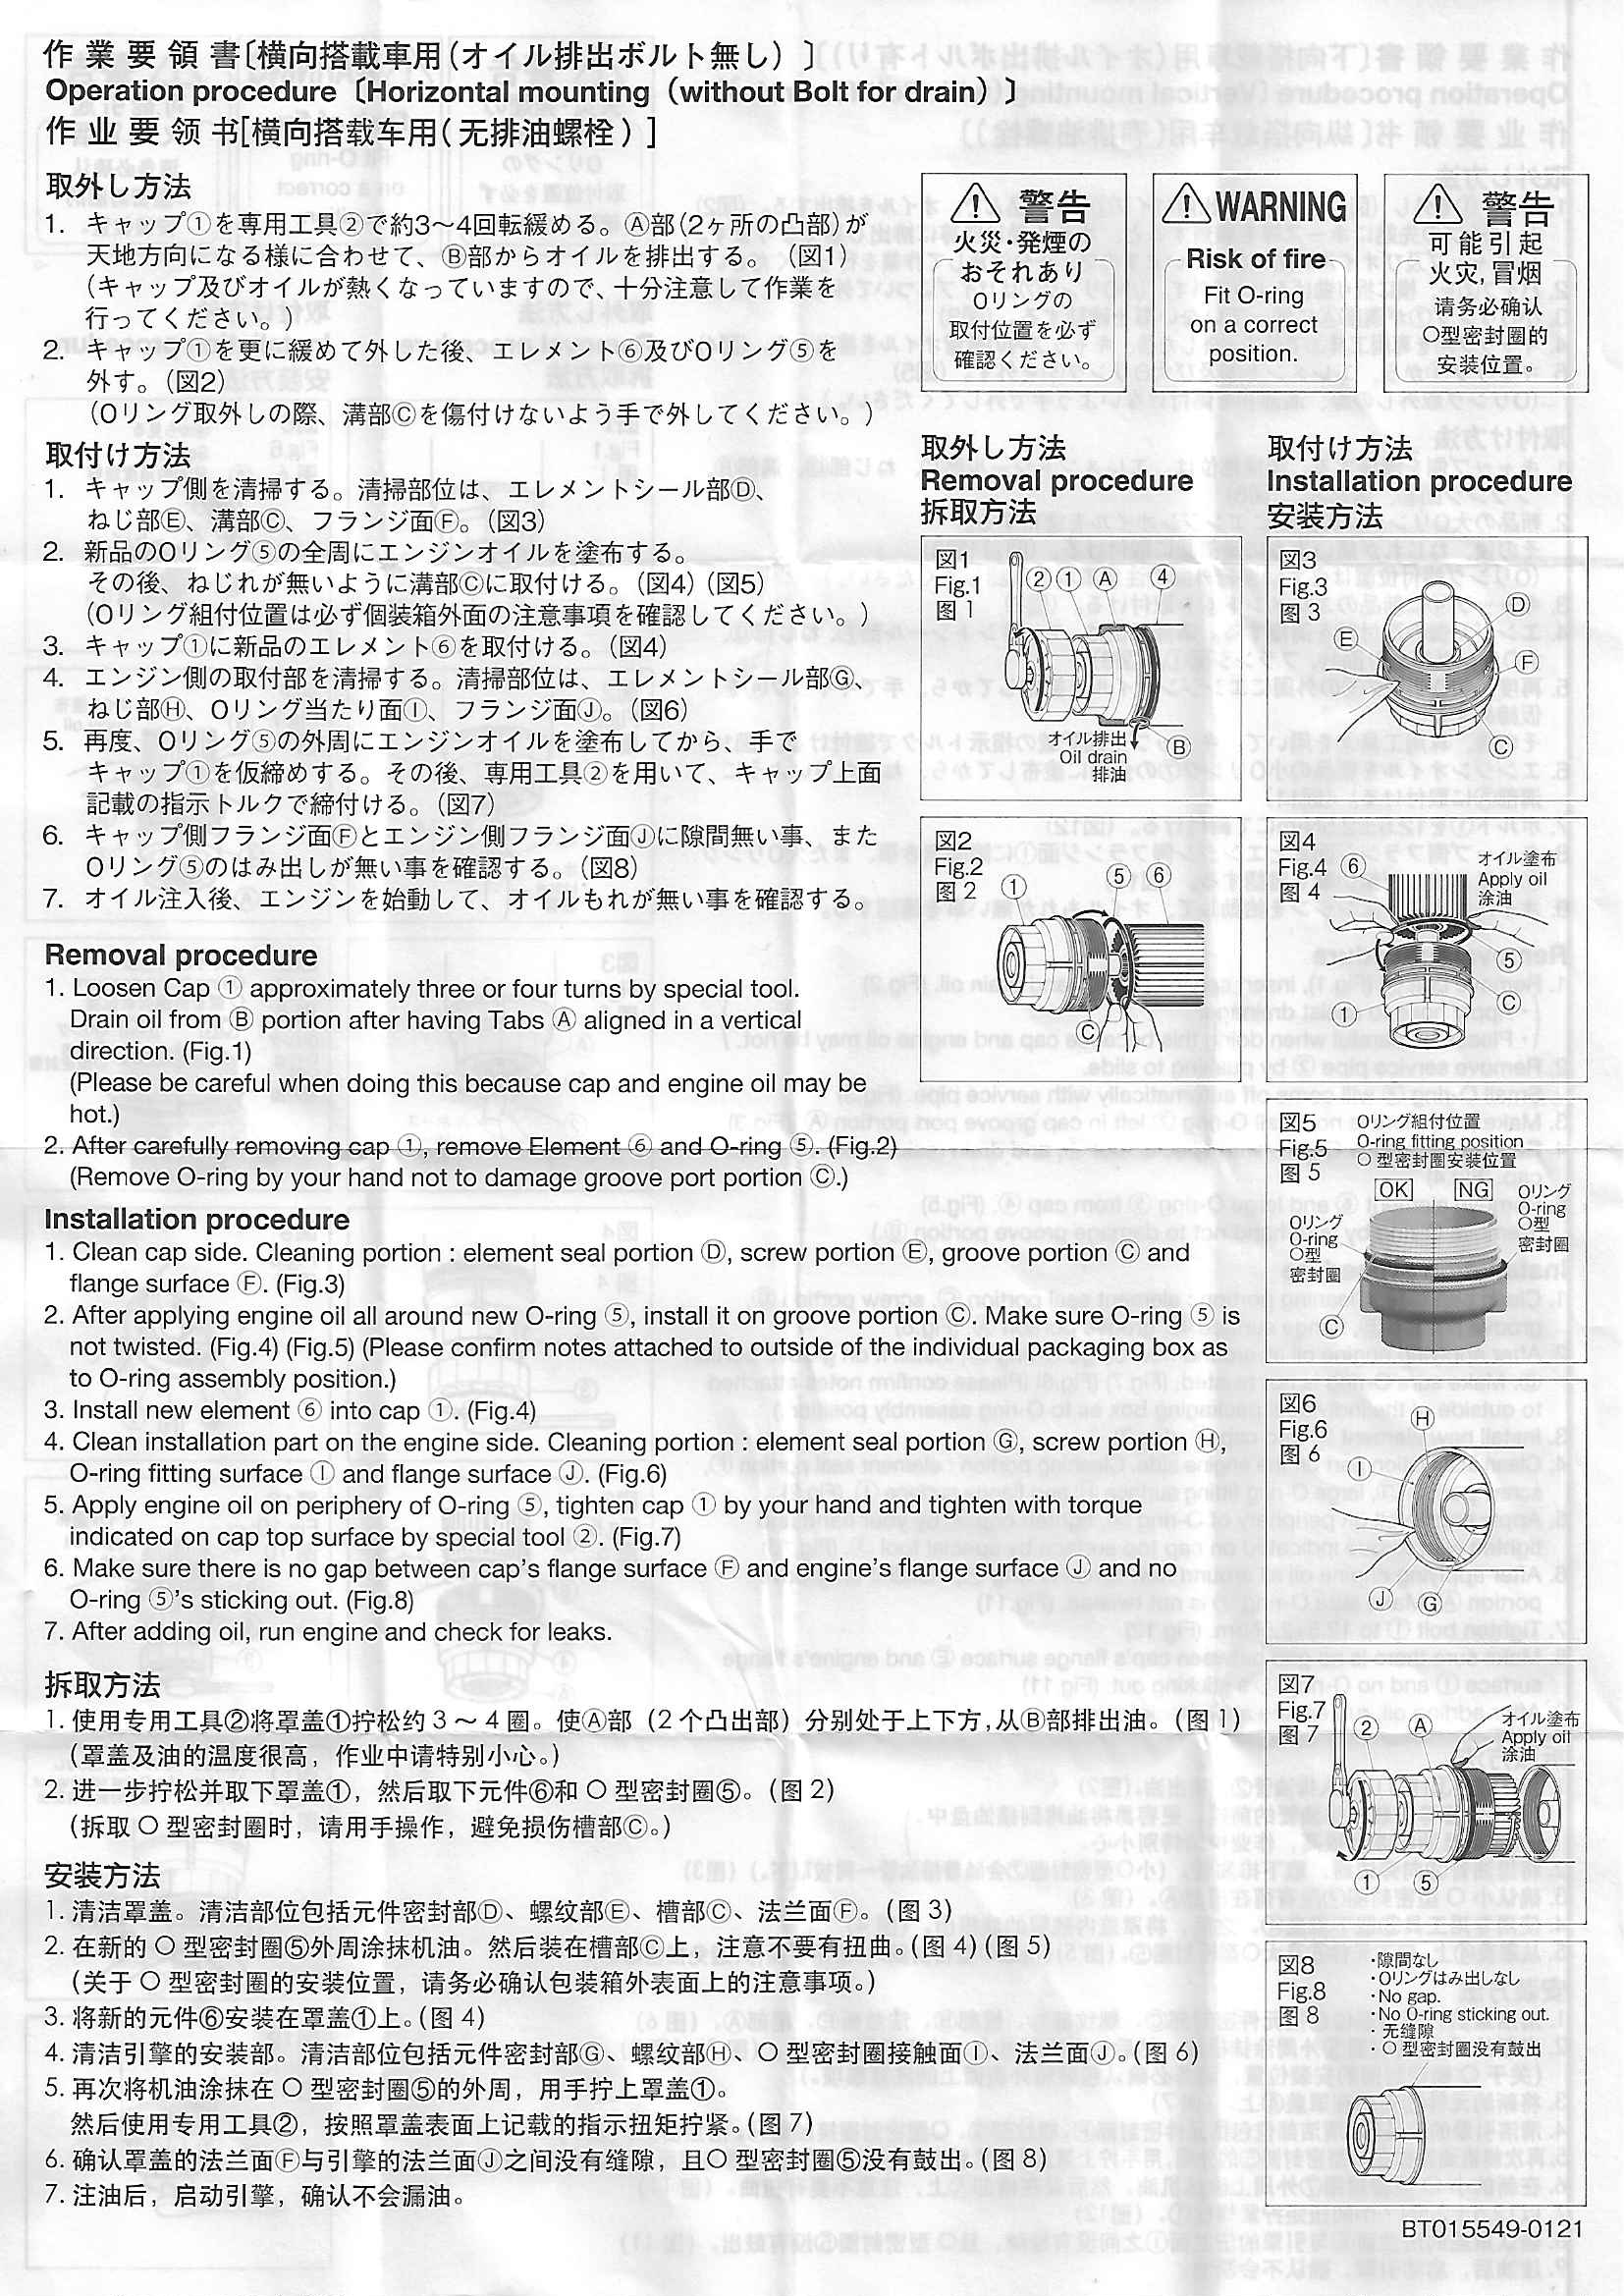 作業要領書〔横向搭載車用(オイル排出ボルト無し)〕
Operation procedure〔Horizontal mounting (without Bolt for drain)〕
作业要领书[横向搭载车用(无排油螺栓)]
取外し方法
1. キャップ①を専用工具②で約3〜4回転緩める。Ⓐ部(2ヶ所の凸部)が
天地方向になる様に合わせて、Ⓑ部からオイルを排出する。(図1)
(キャップ及びオイルが熱くなっていますので、十分注意して作業を
行ってください。)
2. キャップ①を更に緩めて外した後、エレメント⑥及びOリング⑤を
外す。(図2)
(Oリング取外しの際、溝部Ⓒを傷付けないよう手で外してください。)
取付け方法
1. キャップ側を清掃する。清掃部位は、エレメントシール部Ⓓ、
ねじ部Ⓔ、溝部Ⓒ、フランジ面Ⓕ。(図3)
2. 新品のOリング⑤の全周にエンジンオイルを塗布する。
その後、ねじれが無いように溝部Ⓒに取付ける。(図4)(図5)
(Oリング組付位置は必ず個装箱外面の注意事項を確認してください。)
3. キャップ①に新品のエレメント⑥を取付ける。(図4)
4. エンジン側の取付部を清掃する。清掃部位は、エレメントシール部Ⓖ、
ねじ部Ⓗ、Oリング当たり面Ⓘ、フランジ面Ⓙ。(図6)
5. 再度、Oリング⑤の外周にエンジンオイルを塗布してから、手で
キャップ①を仮締めする。その後、専用工具②を用いて、キャップ上面
記載の指示トルクで締付ける。(図7)
6. キャップ側フランジ面Ⓕとエンジン側フランジ面Ⓙに隙間無い事、また
Oリング⑤のはみ出しが無い事を確認する。(図8)
7. オイル注入後、エンジンを始動して、オイルもれが無い事を確認する。
Removal procedure
1. Loosen Cap ① approximately three or four turns by special tool.
Drain oil from Ⓑ portion after having Tabs Ⓐ aligned in a vertical
direction. (Fig.1)
(Please be careful when doing this because cap and engine oil may be
hot.)
2. After carefully removing cap ①, remove Element ⑥ and O-ring ⑤. (Fig.2)
(Remove O-ring by your hand not to damage groove port portion Ⓒ.)
Installation procedure
1. Clean cap side. Cleaning portion : element seal portion Ⓓ, screw portion Ⓔ, groove portion Ⓒ and
flange surface Ⓕ. (Fig.3)
2. After applying engine oil all around new O-ring ⑤, install it on groove portion Ⓒ. Make sure O-ring ⑤ is
not twisted. (Fig.4) (Fig.5) (Please confirm notes attached to outside of the individual packaging box as
to O-ring assembly position.)
3. Install new element ⑥ into cap ①. (Fig.4)
4. Clean installation part on the engine side. Cleaning portion : element seal portion Ⓖ, screw portion Ⓗ,
O-ring fitting surface Ⓘ and flange surface Ⓙ. (Fig.6)
5. Apply engine oil on periphery of O-ring ⑤, tighten cap ① by your hand and tighten with torque
indicated on cap top surface by special tool ②. (Fig.7)
6. Make sure there is no gap between cap's flange surface Ⓕ and engine's flange surface Ⓙ and no
O-ring ⑤'s sticking out. (Fig.8)
7. After adding oil, run engine and check for leaks.
拆取方法
1. 使用专用工具②将罩盖①拧松约 3 ～ 4 圈。使Ⓐ部(2 个凸出部)分别处于上下方,从Ⓑ部排出油。(图 1)
(罩盖及油的温度很高，作业中请特别小心。)
2. 进一步拧松并取下罩盖①，然后取下元件⑥和 O 型密封圈⑤。(图 2)
(拆取 O 型密封圈时，请用手操作，避免损伤槽部Ⓒ。)
安装方法
1. 清洁罩盖。清洁部位包括元件密封部Ⓓ、螺纹部Ⓔ、槽部Ⓒ、法兰面Ⓕ。(图 3)
2. 在新的 O 型密封圈⑤外周涂抹机油。然后装在槽部Ⓒ上，注意不要有扭曲。(图 4)(图 5)
(关于 O 型密封圈的安装位置，请务必确认包装箱外表面上的注意事项。)
3. 将新的元件⑥安装在罩盖①上。(图 4)
4. 清洁引擎的安装部。清洁部位包括元件密封部Ⓖ、螺纹部Ⓗ、O 型密封圈接触面Ⓘ、法兰面Ⓙ。(图 6)
5. 再次将机油涂抹在 O 型密封圈⑤的外周，用手拧上罩盖①。
然后使用专用工具②，按照罩盖表面上记载的指示扭矩拧紧。(图 7)
6. 确认罩盖的法兰面Ⓕ与引擎的法兰面Ⓙ之间没有缝隙，且O 型密封圈⑤没有鼓出。(图 8)
7. 注油后，启动引擎，确认不会漏油。
警告
火災・発煙の
おそれあり
Oリングの
取付位置を必ず
確認ください。
WARNING
Risk of fire
Fit O-ring
on a correct
position.
警告
可能引起
火灾,冒烟
请务必确认
O型密封圈的
安装位置。
取外し方法
Removal procedure
拆取方法
図1
Fig.1
图 1
② ① Ⓐ ④
オイル排出
Oil drain
排油
Ⓑ
図2
Fig.2
图 2
① ⑤ ⑥
Ⓒ
取付け方法
Installation procedure
安装方法
図3
Fig.3
图 3
Ⓓ
Ⓔ
Ⓕ
Ⓒ
図4
Fig.4
图 4
⑥
オイル塗布
Apply oil
涂油
⑤
Ⓒ
①
図5
Fig.5
图 5
Oリング組付位置
O-ring fitting position
O 型密封圈安装位置
OK NG
Oリング
O-ring
O型
密封圈
Oリング
O-ring
O型
密封圈
Ⓒ
図6
Fig.6
图 6
Ⓗ
Ⓘ
Ⓙ Ⓖ
図7
Fig.7
图 7
② Ⓐ
オイル塗布
Apply oil
涂油
① ⑤
図8
Fig.8
图 8
・隙間なし
・Oリングはみ出しなし
・No gap.
・No O-ring sticking out.
・无缝隙
・O 型密封圈没有鼓出
BT015549-0121